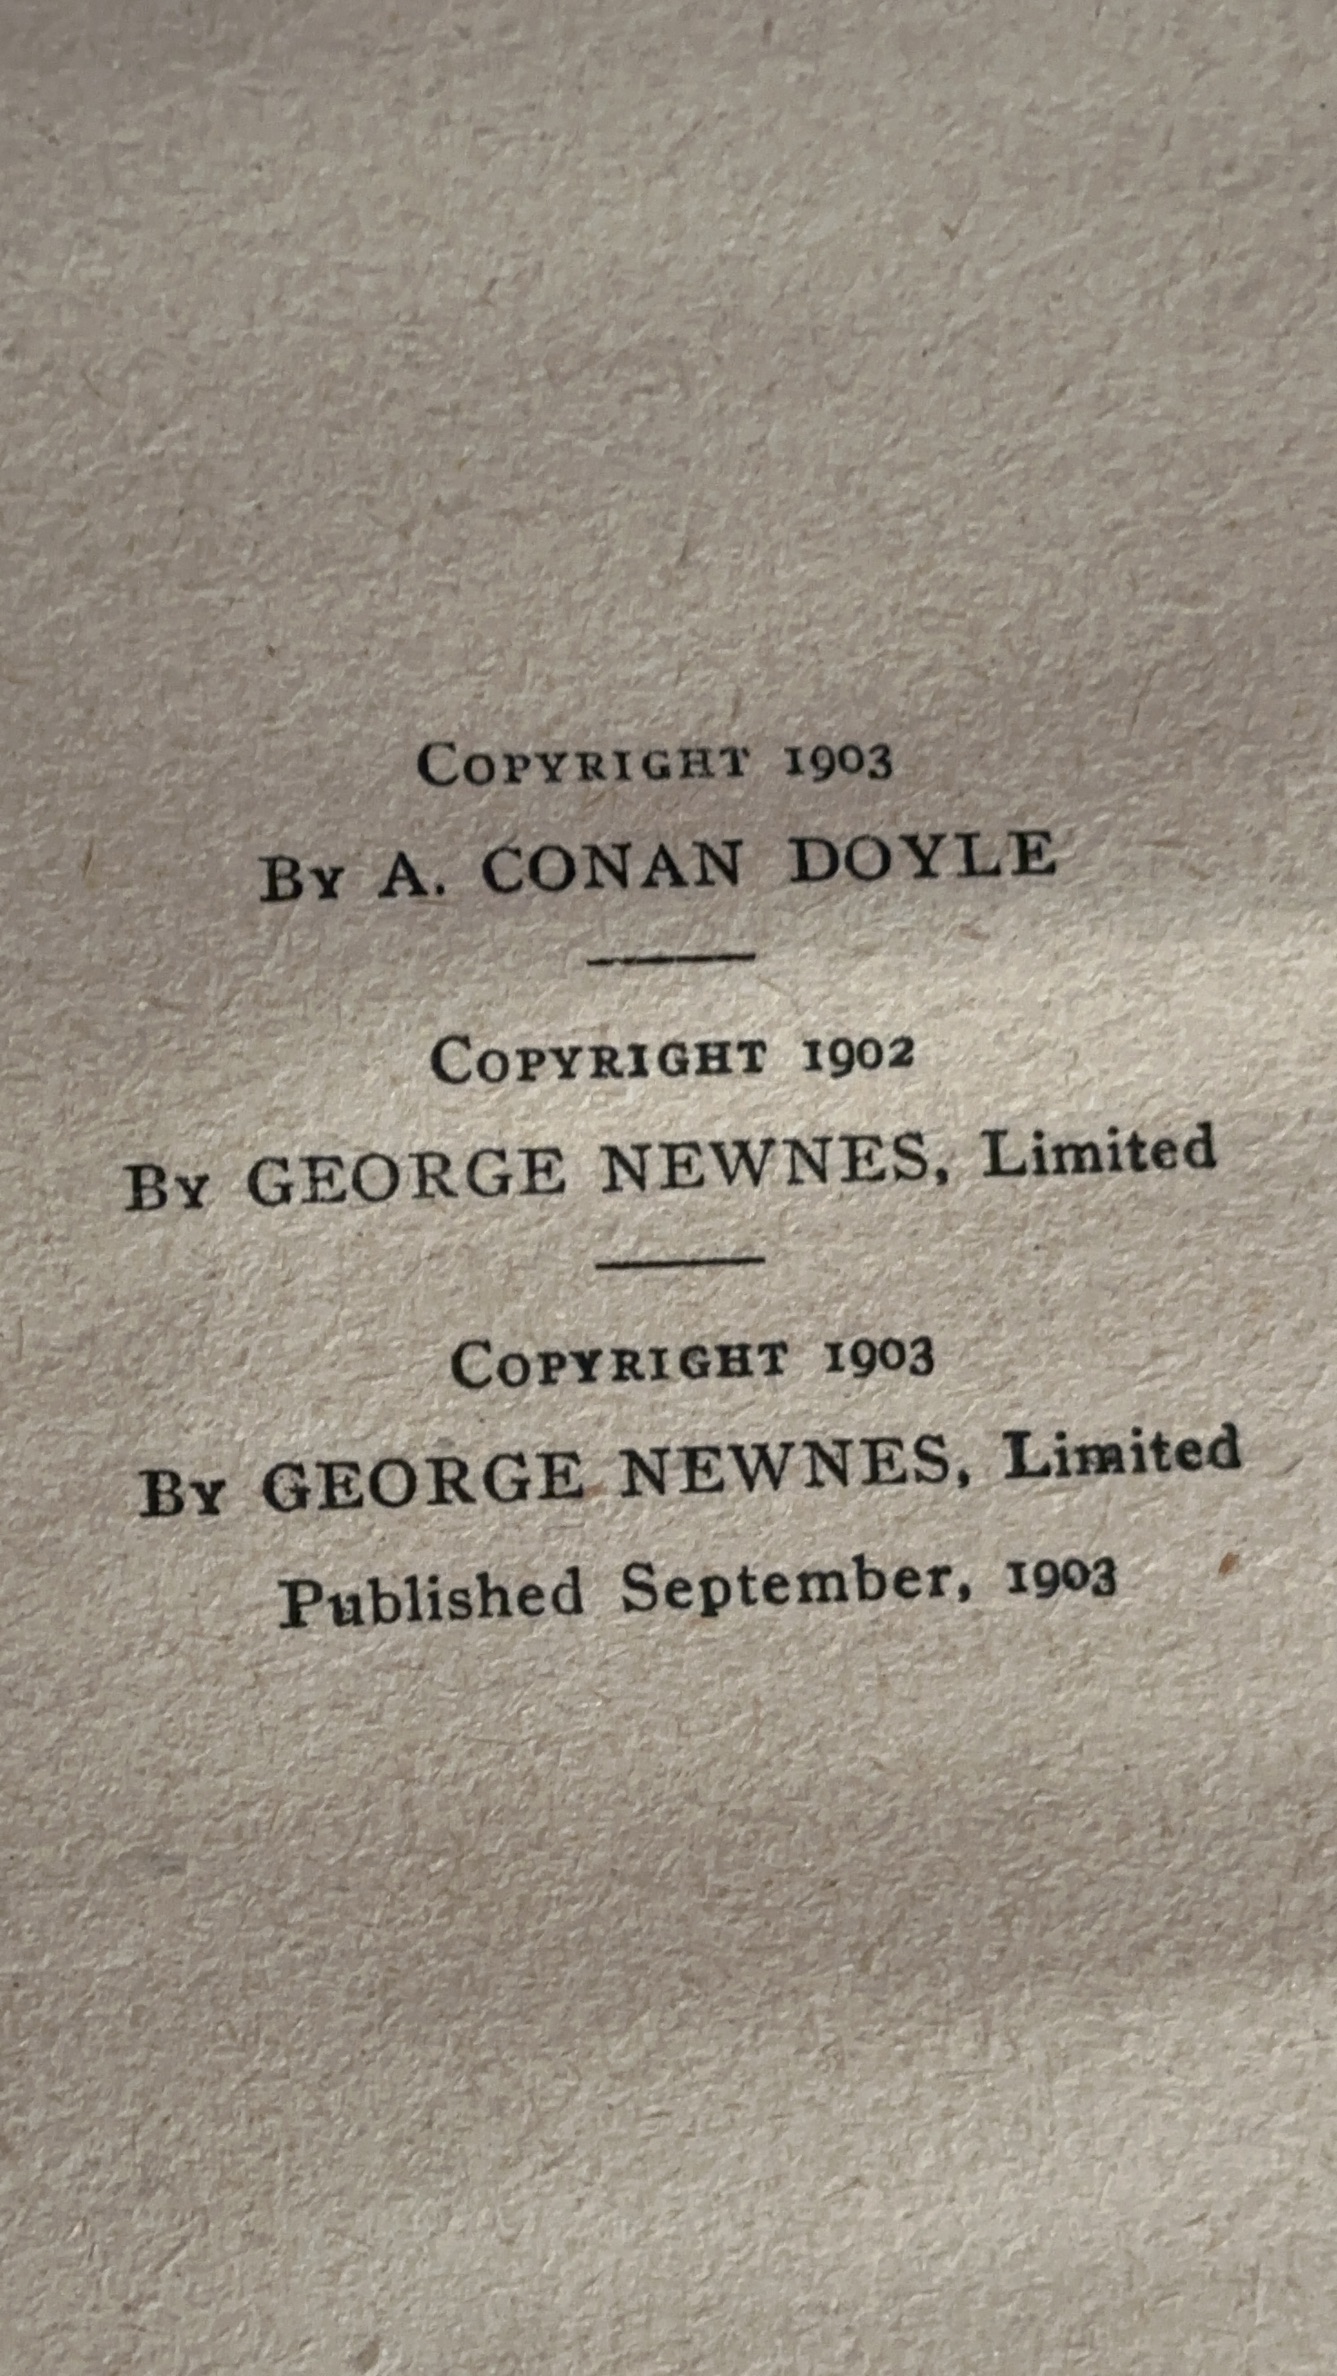 COPYRIGHT 1903
BY A. CONAN DOYLE
COPYRIGHT 1902
BY GEORGE NEWNES, Limited
COPYRIGHT 1903
BY GEORGE NEWNES, Limited
Published September, 1903